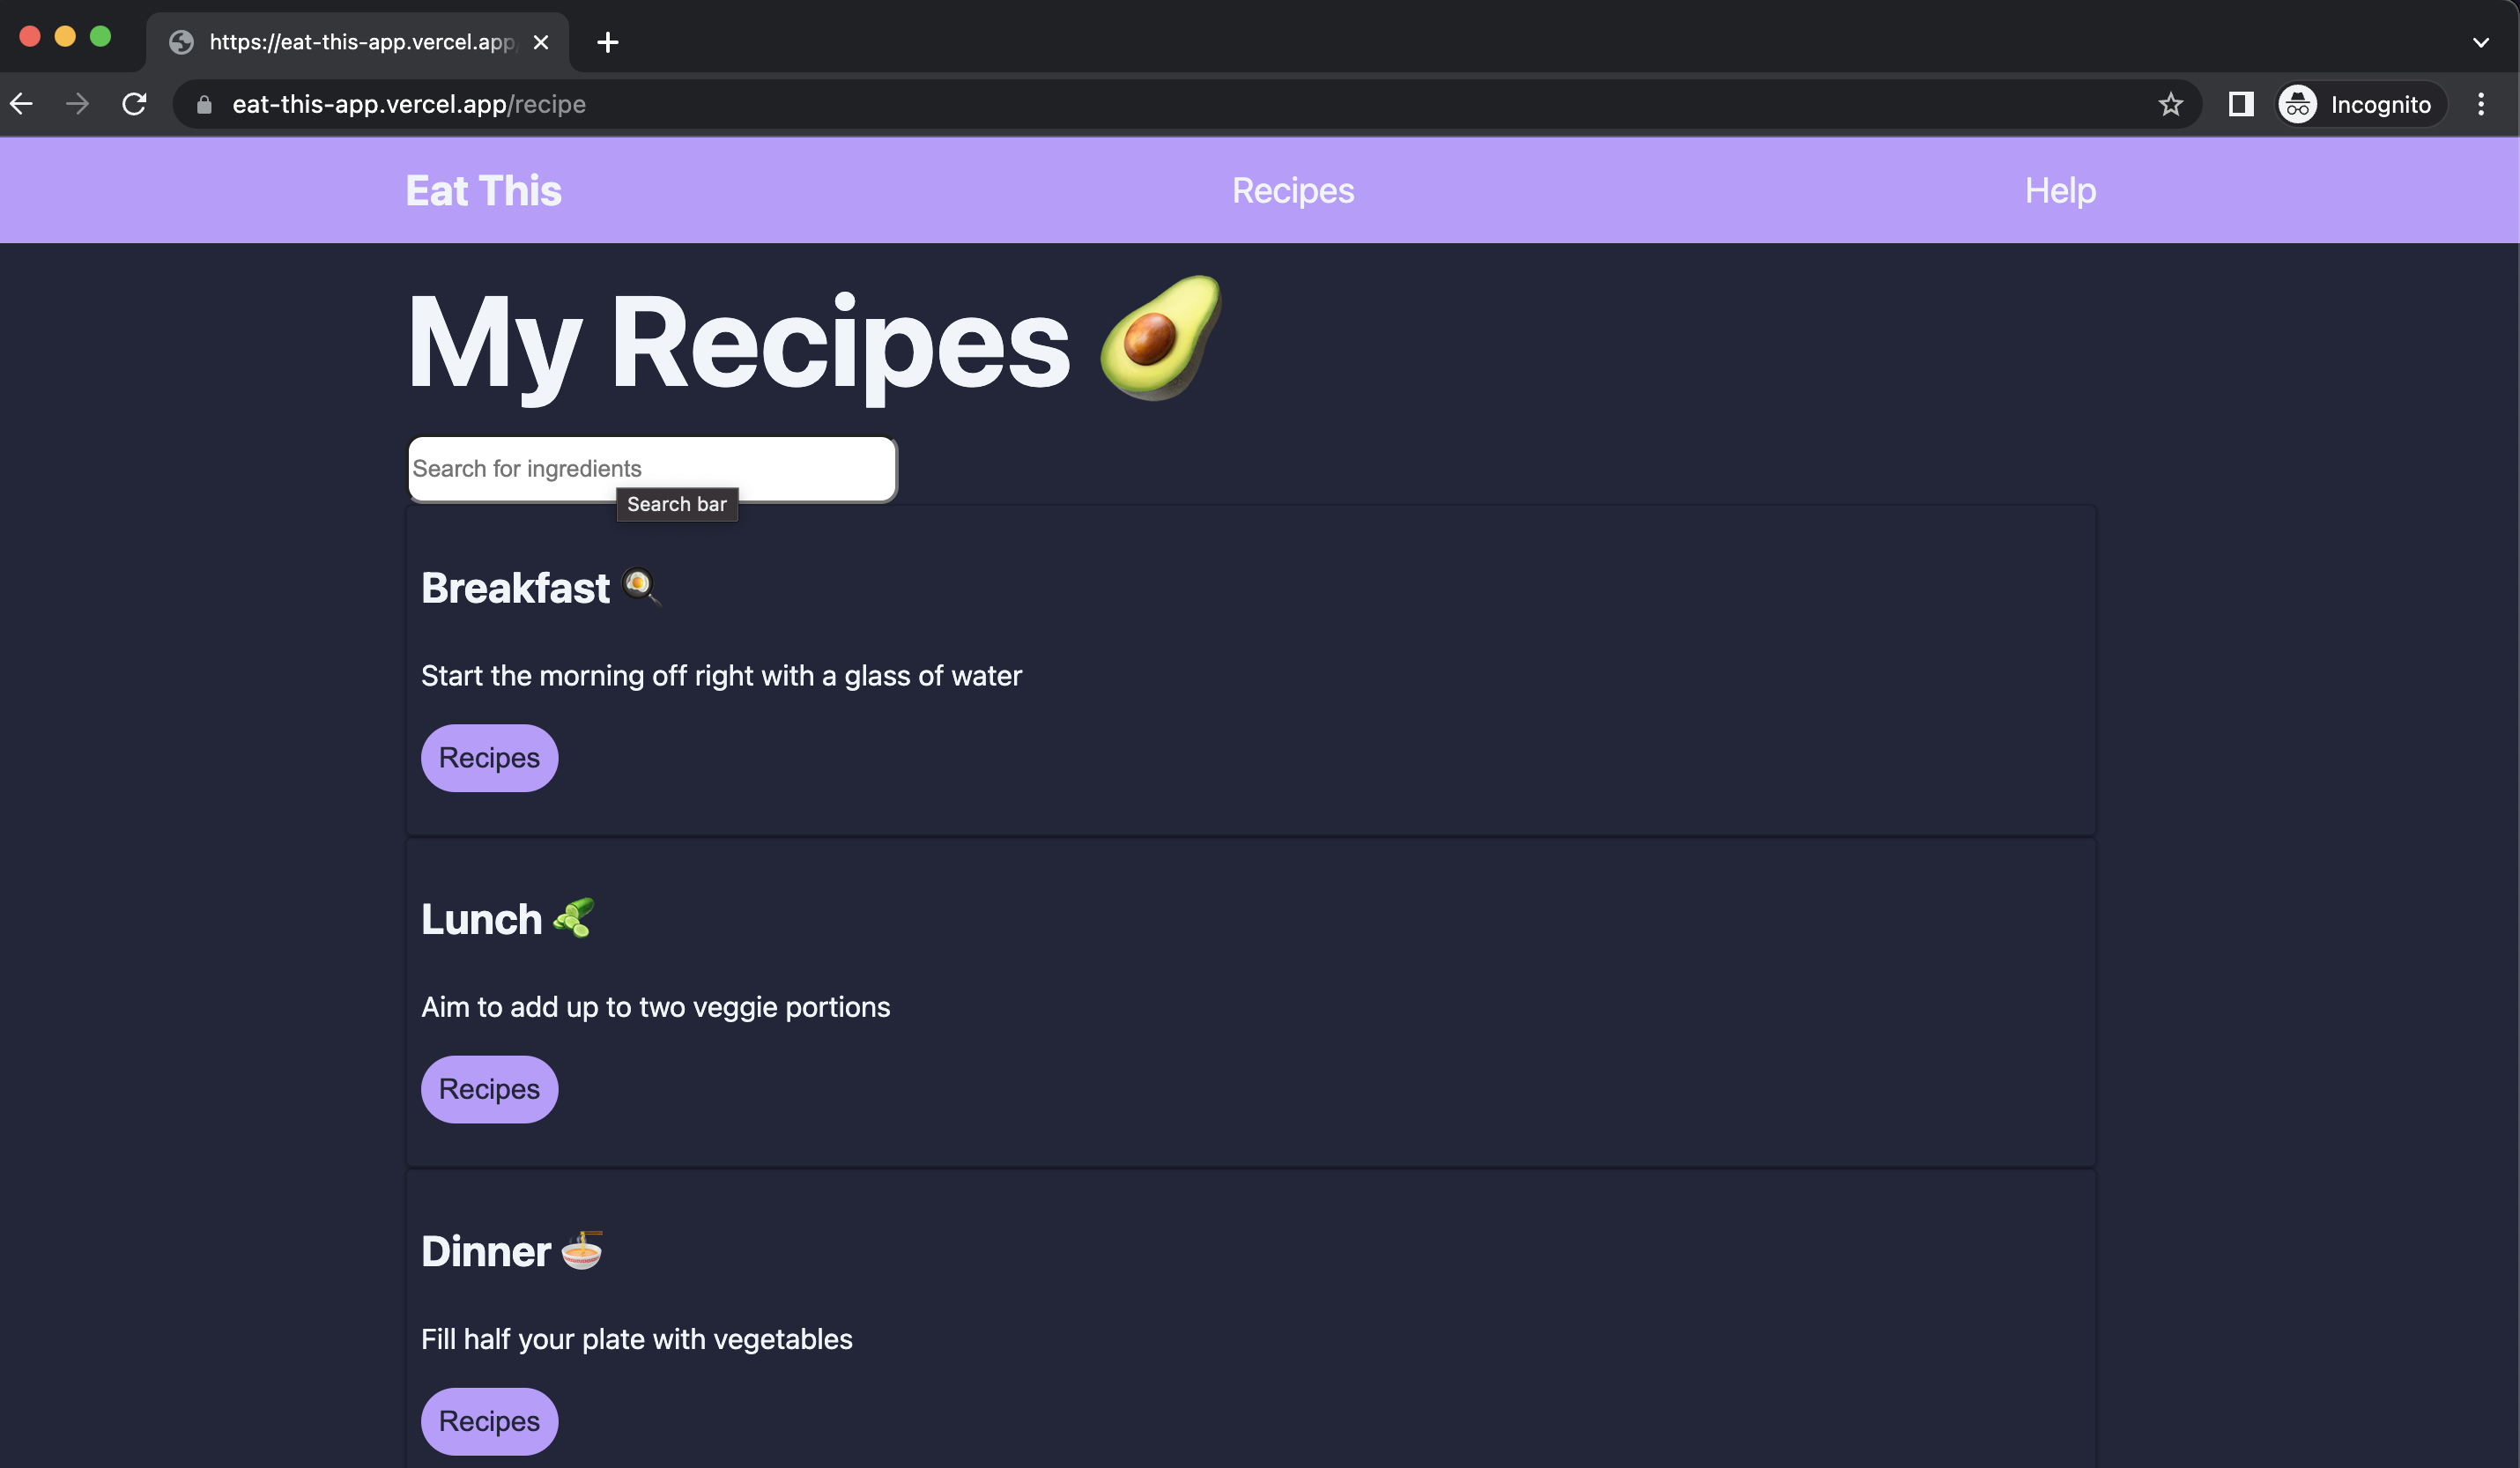 https://eat-this-app.vercel.app
eat-this-app.vercel.app/recipe
Incognito
Eat This
Recipes
Help
My Recipes 🥑
Search for ingredients
Search bar
Breakfast 🍳
Start the morning off right with a glass of water
Recipes
Lunch 🥒
Aim to add up to two veggie portions
Recipes
Dinner 🍜
Fill half your plate with vegetables
Recipes